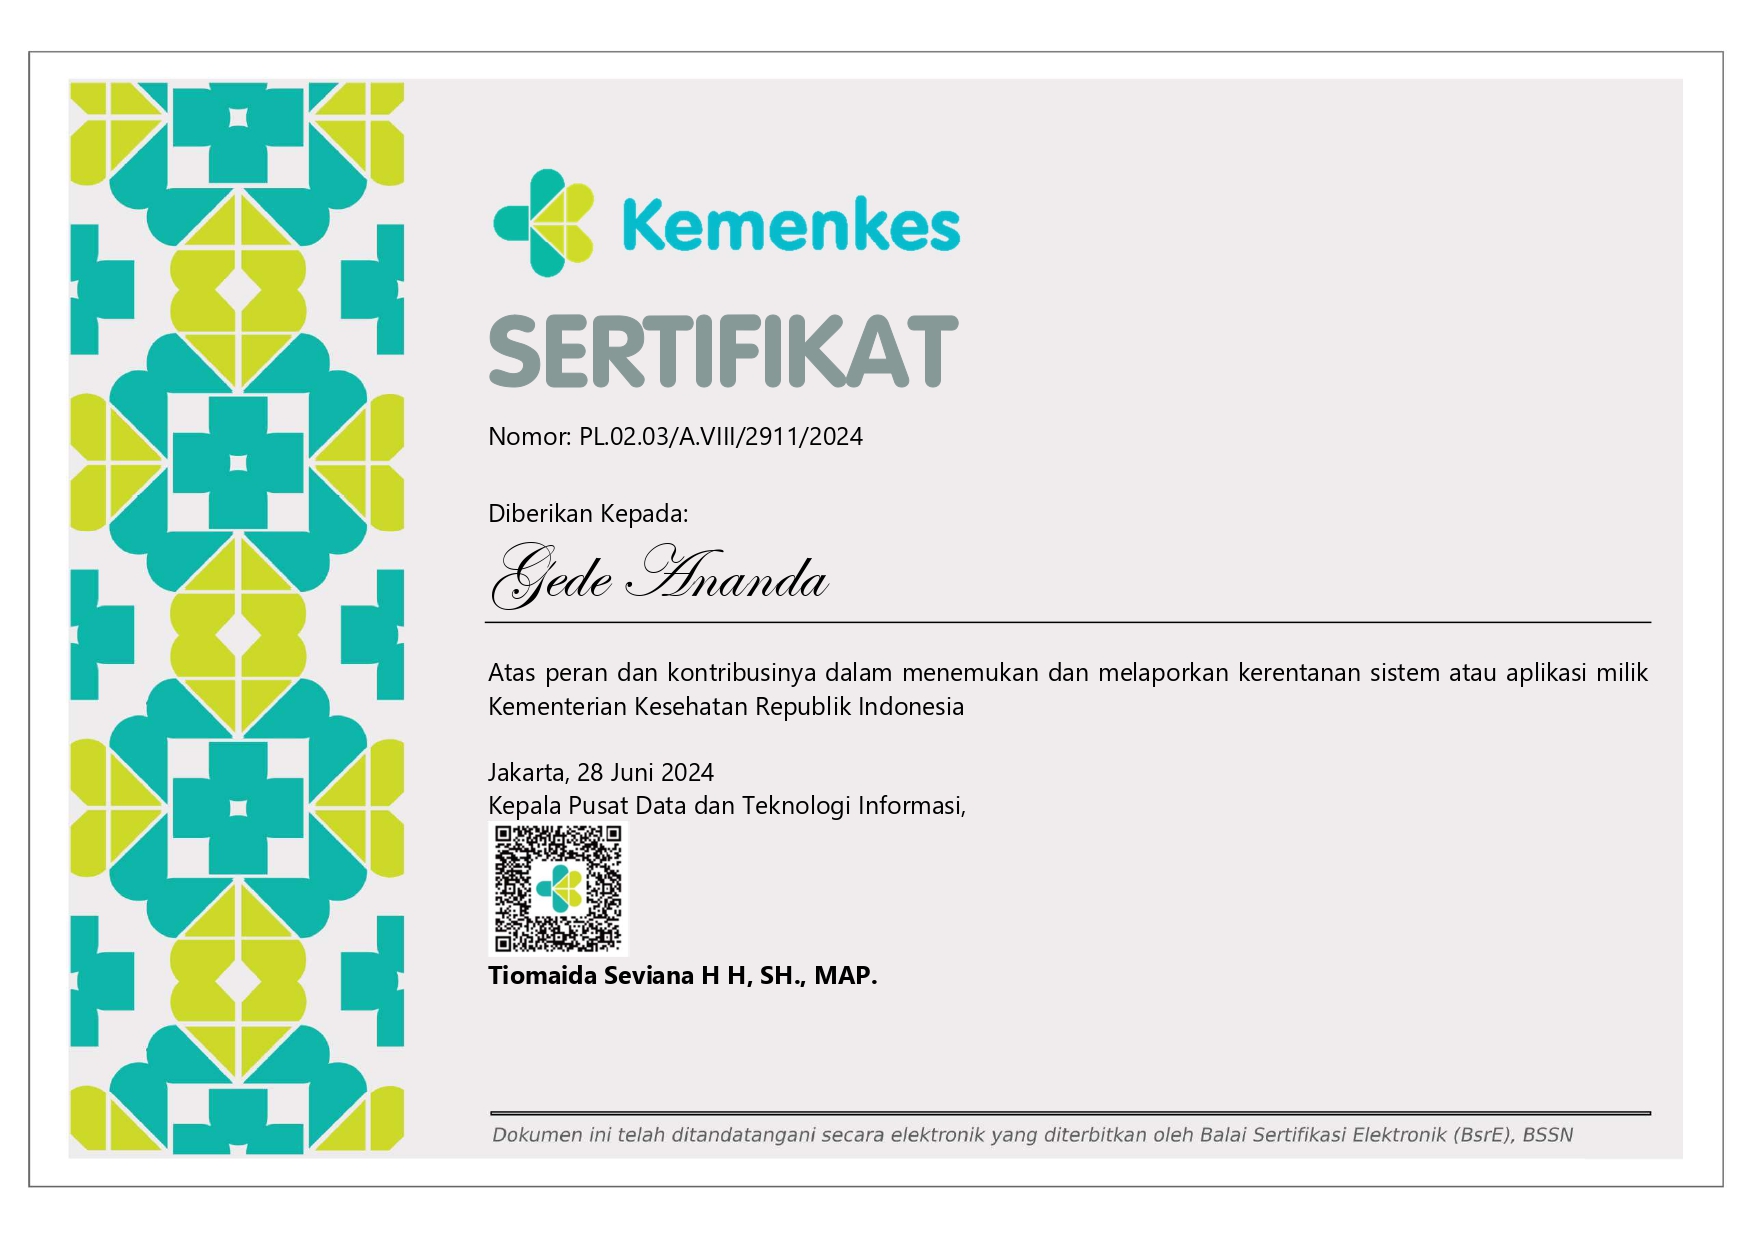 Kemenkes
SERTIFIKAT
Nomor: PL.02.03/A.VIII/2911/2024
Diberikan Kepada:
Gede Ananda
Atas peran dan kontribusinya dalam menemukan dan melaporkan kerentanan sistem atau aplikasi milik
Kementerian Kesehatan Republik Indonesia
Jakarta, 28 Juni 2024
Kepala Pusat Data dan Teknologi Informasi,
Tiomaida Seviana H H, SH., MAP.
Dokumen ini telah ditandatangani secara elektronik yang diterbitkan oleh Balai Sertifikasi Elektronik (BsrE), BSSN